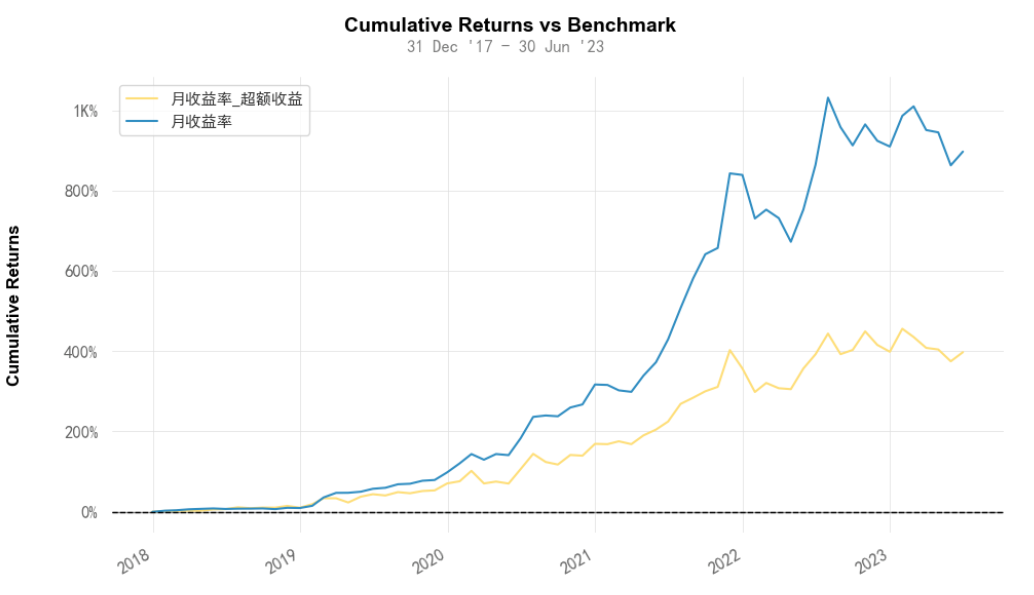 Cumulative Returns vs Benchmark
31 Dec '17 - 30 Jun '23
月收益率_超额收益
月收益率
Cumulative Returns
1K%
800%
600%
400%
200%
0%
2018
2019
2020
2021
2022
2023